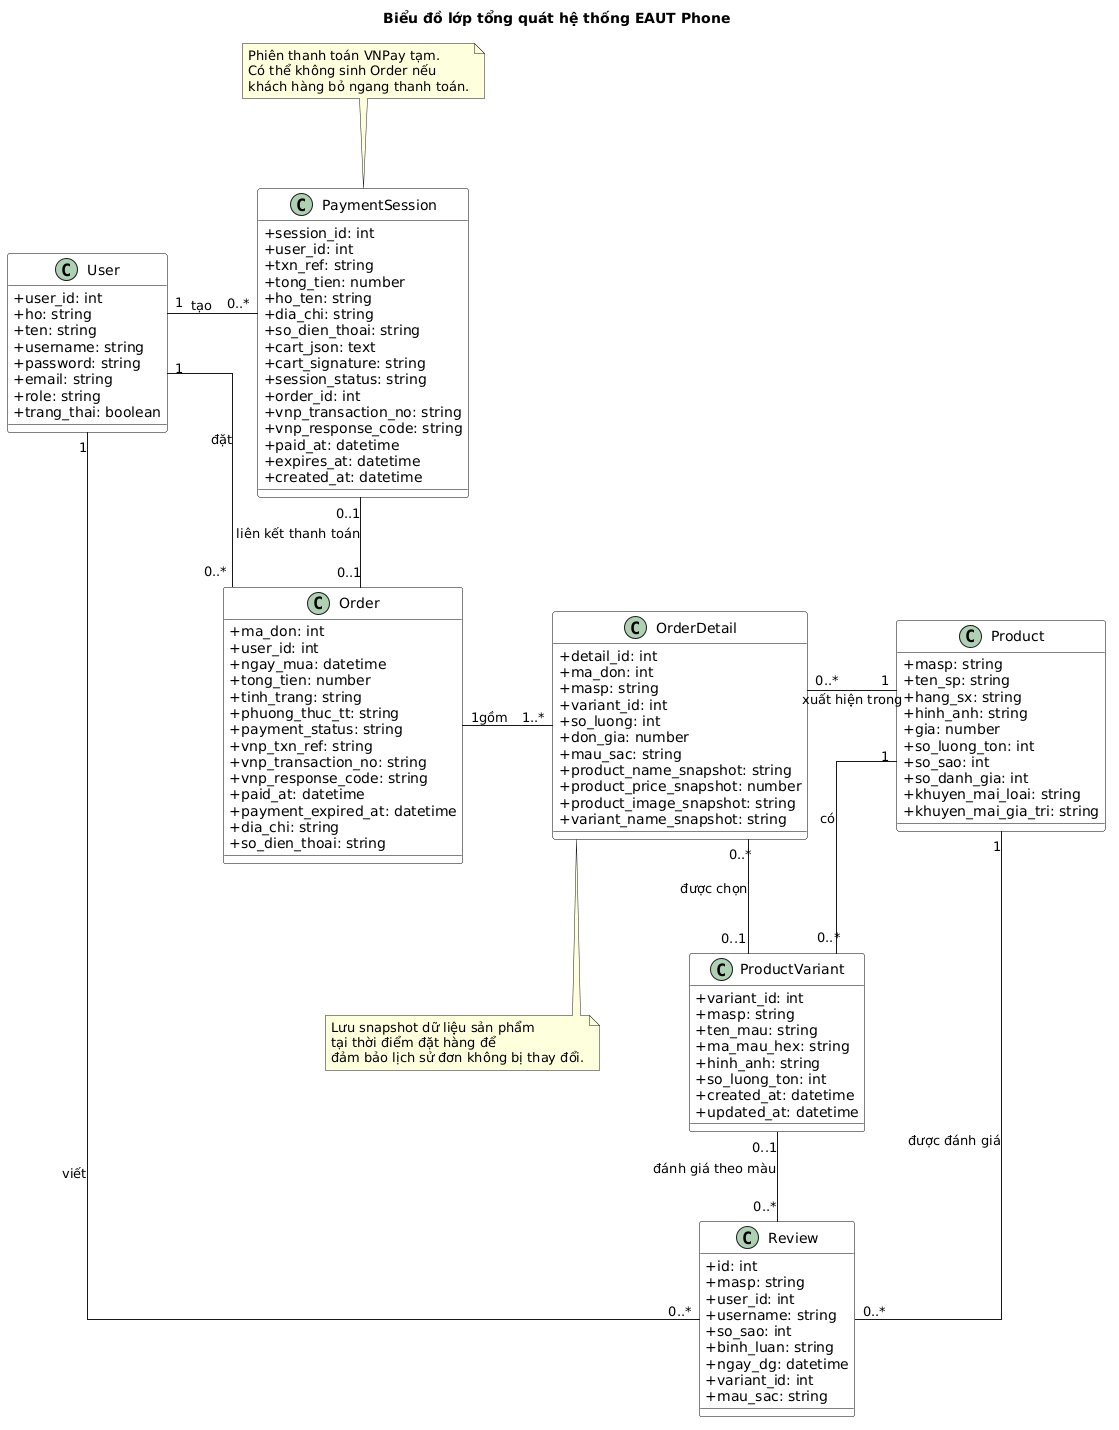 Biểu đồ lớp tổng quát hệ thống EAUT Phone
Phiên thanh toán VNPay tạm.
Có thể không sinh Order nếu
khách hàng bỏ ngang thanh toán.
C PaymentSession
+session_id: int
+user_id: int
+txn_ref: string
+tong_tien: number
+ho_ten: string
+dia_chi: string
+so_dien_thoai: string
+cart_json: text
+cart_signature: string
+session_status: string
+order_id: int
+vnp_transaction_no: string
+vnp_response_code: string
+paid_at: datetime
+expires_at: datetime
+created_at: datetime
C User
+user_id: int
+ho: string
+ten: string
+username: string
+password: string
+email: string
+role: string
+trang_thai: boolean
1 tạo 0..*
1
đặt
0..*
1
viết
0..*
0..1
liên kết thanh toán
0..1
C Order
+ma_don: int
+user_id: int
+ngay_mua: datetime
+tong_tien: number
+tinh_trang: string
+phuong_thuc_tt: string
+payment_status: string
+vnp_txn_ref: string
+vnp_transaction_no: string
+vnp_response_code: string
+paid_at: datetime
+payment_expired_at: datetime
+dia_chi: string
+so_dien_thoai: string
1 gồm 1..*
C OrderDetail
+detail_id: int
+ma_don: int
+masp: string
+variant_id: int
+so_luong: int
+don_gia: number
+mau_sac: string
+product_name_snapshot: string
+product_price_snapshot: number
+product_image_snapshot: string
+variant_name_snapshot: string
0..* 1
xuất hiện trong
C Product
+masp: string
+ten_sp: string
+hang_sx: string
+hinh_anh: string
+gia: number
+so_luong_ton: int
+so_sao: int
+so_danh_gia: int
+khuyen_mai_loai: string
+khuyen_mai_gia_tri: string
1
có
0..*
0..*
được chọn
0..1
1
được đánh giá
0..*
Lưu snapshot dữ liệu sản phẩm
tại thời điểm đặt hàng để
đảm bảo lịch sử đơn không bị thay đổi.
C ProductVariant
+variant_id: int
+masp: string
+ten_mau: string
+ma_mau_hex: string
+hinh_anh: string
+so_luong_ton: int
+created_at: datetime
+updated_at: datetime
0..1
đánh giá theo màu
0..*
C Review
+id: int
+masp: string
+user_id: int
+username: string
+so_sao: int
+binh_luan: string
+ngay_dg: datetime
+variant_id: int
+mau_sac: string